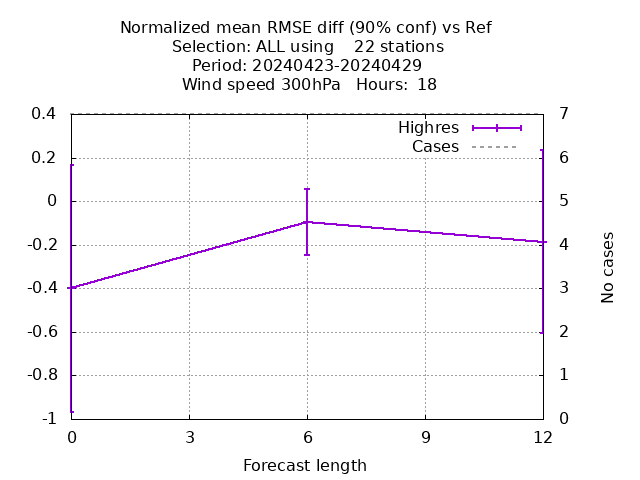 Normalized mean RMSE diff (90% conf) vs Ref
Selection: ALL using    22 stations
Period: 20240423-20240429
Wind speed 300hPa   Hours:  18
Highres
Cases
0.4
0.2
0
-0.2
-0.4
-0.6
-0.8
-1
7
6
5
4
3
2
1
0
No cases
0 3 6 9 12
Forecast length